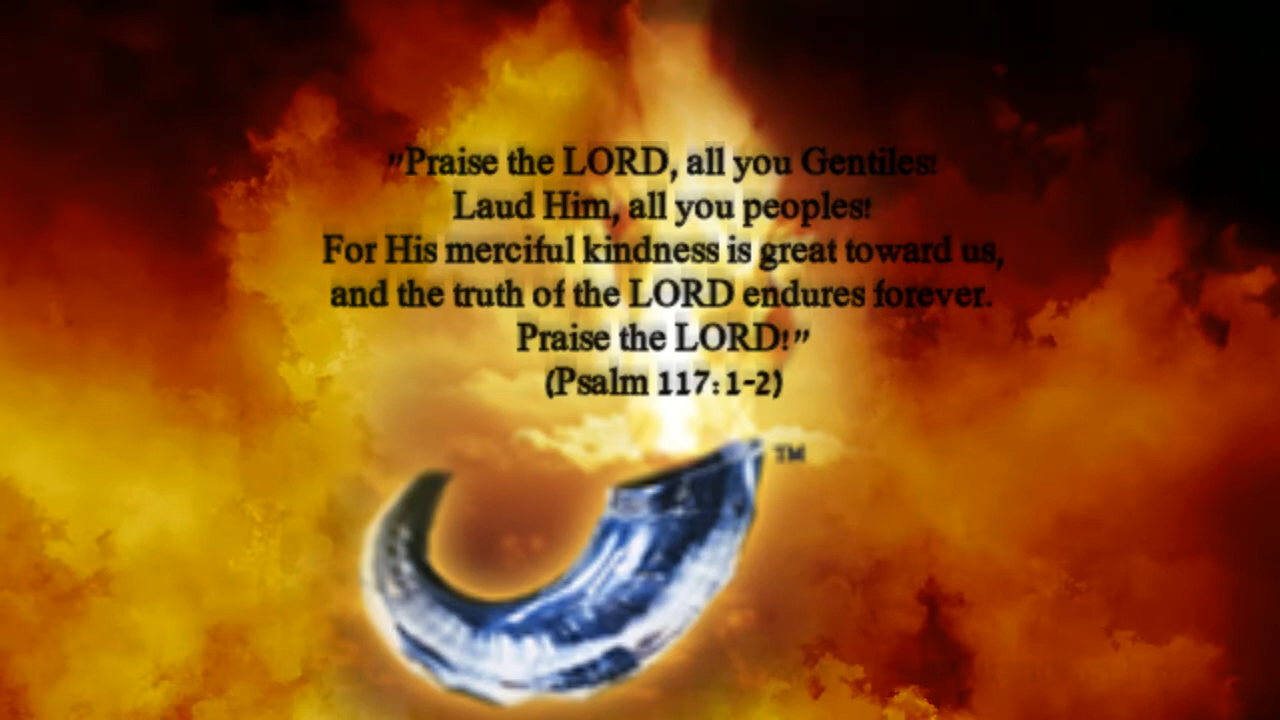 "Praise the LORD, all you Gentiles!
Laud Him, all you peoples!
For His merciful kindness is great toward us,
and the truth of the LORD endures forever.
Praise the LORD!"
(Psalm 117:1-2)
TM